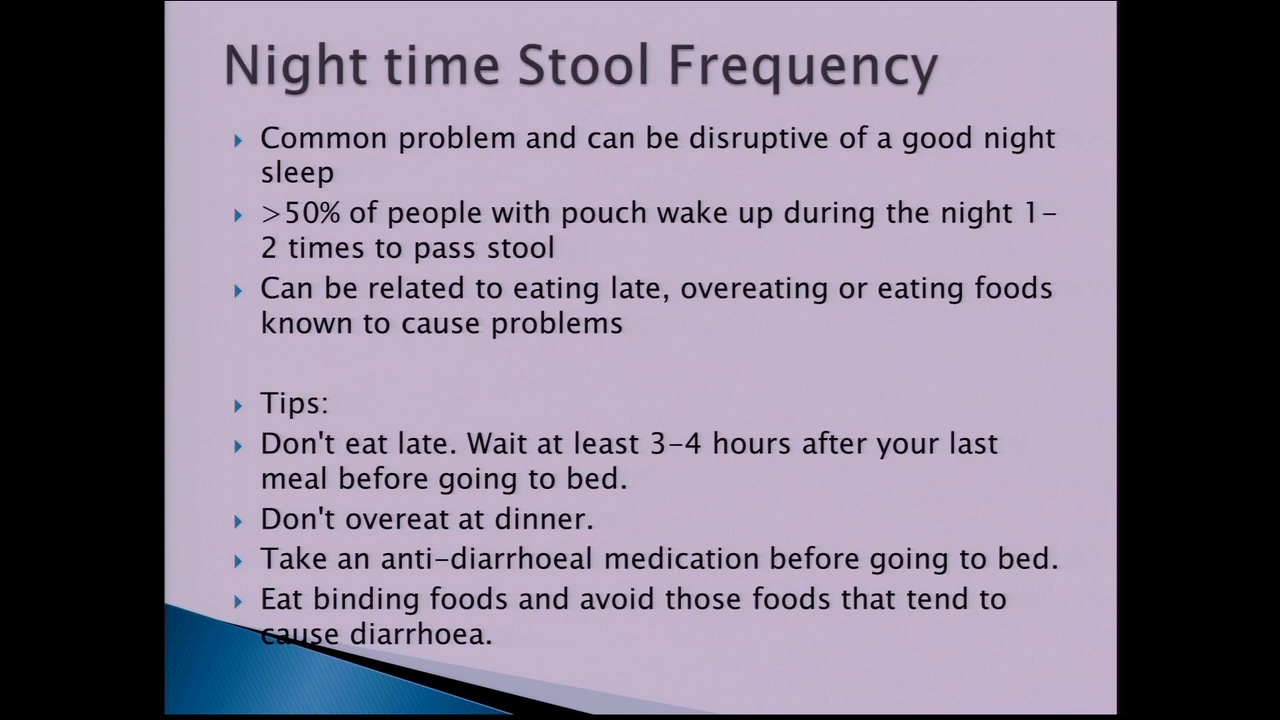 Night time Stool Frequency
Common problem and can be disruptive of a good night
sleep
>50% of people with pouch wake up during the night 1-
2 times to pass stool
Can be related to eating late, overeating or eating foods
known to cause problems
Tips:
Don't eat late. Wait at least 3-4 hours after your last
meal before going to bed.
Don't overeat at dinner.
Take an anti-diarrhoeal medication before going to bed.
Eat binding foods and avoid those foods that tend to
cause diarrhoea.